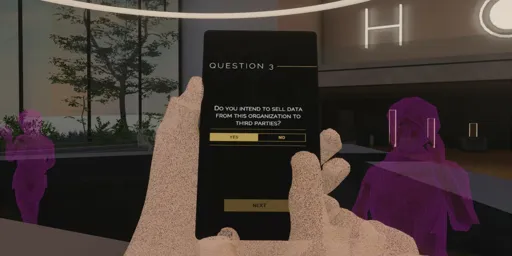 H O
QUESTION 3
DO YOU INTEND TO SELL DATA
FROM THIS ORGANIZATION TO
THIRD PARTIES?
YES NO
NEXT